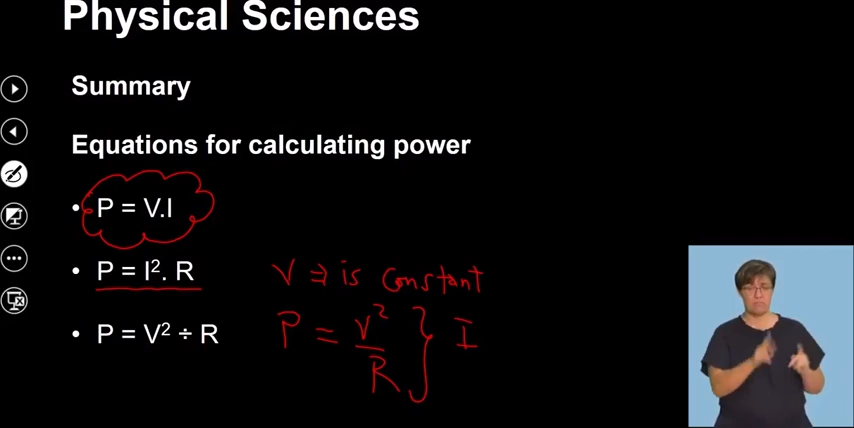 Physical Sciences
Summary
Equations for calculating power
• P = V.I
• P = I². R
V ⇒ is constant
• P = V² ÷ R
P = V²/R } I